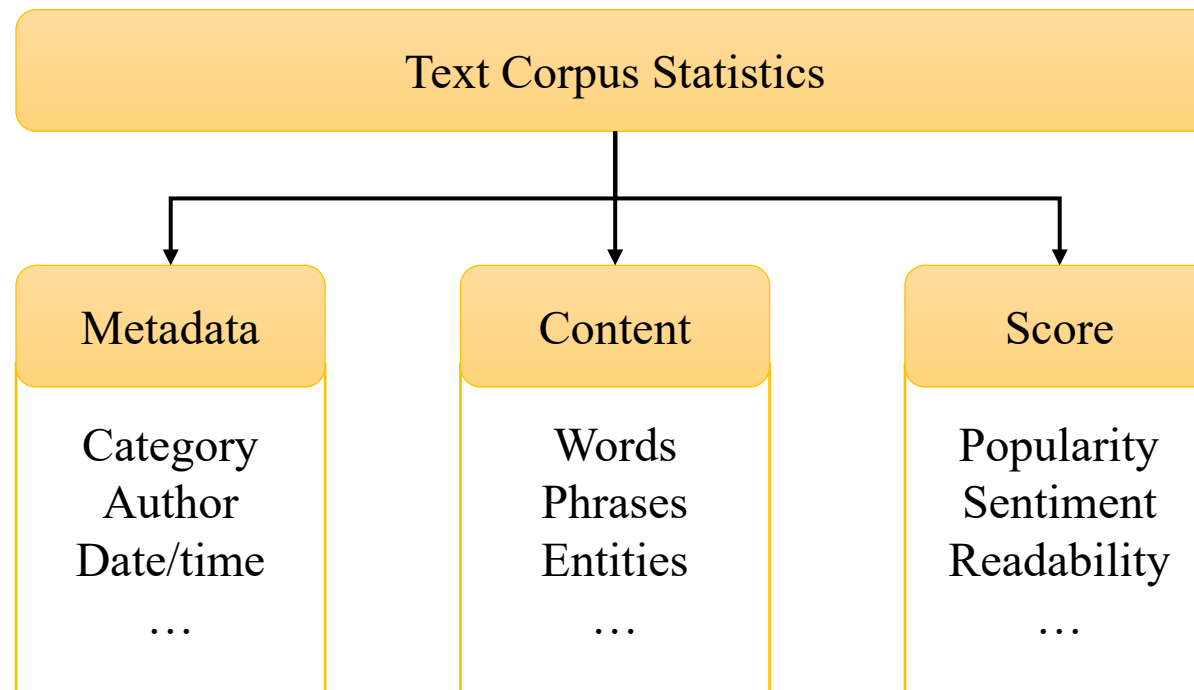 Text Corpus Statistics
Metadata
Category
Author
Date/time
…
Content
Words
Phrases
Entities
…
Score
Popularity
Sentiment
Readability
…